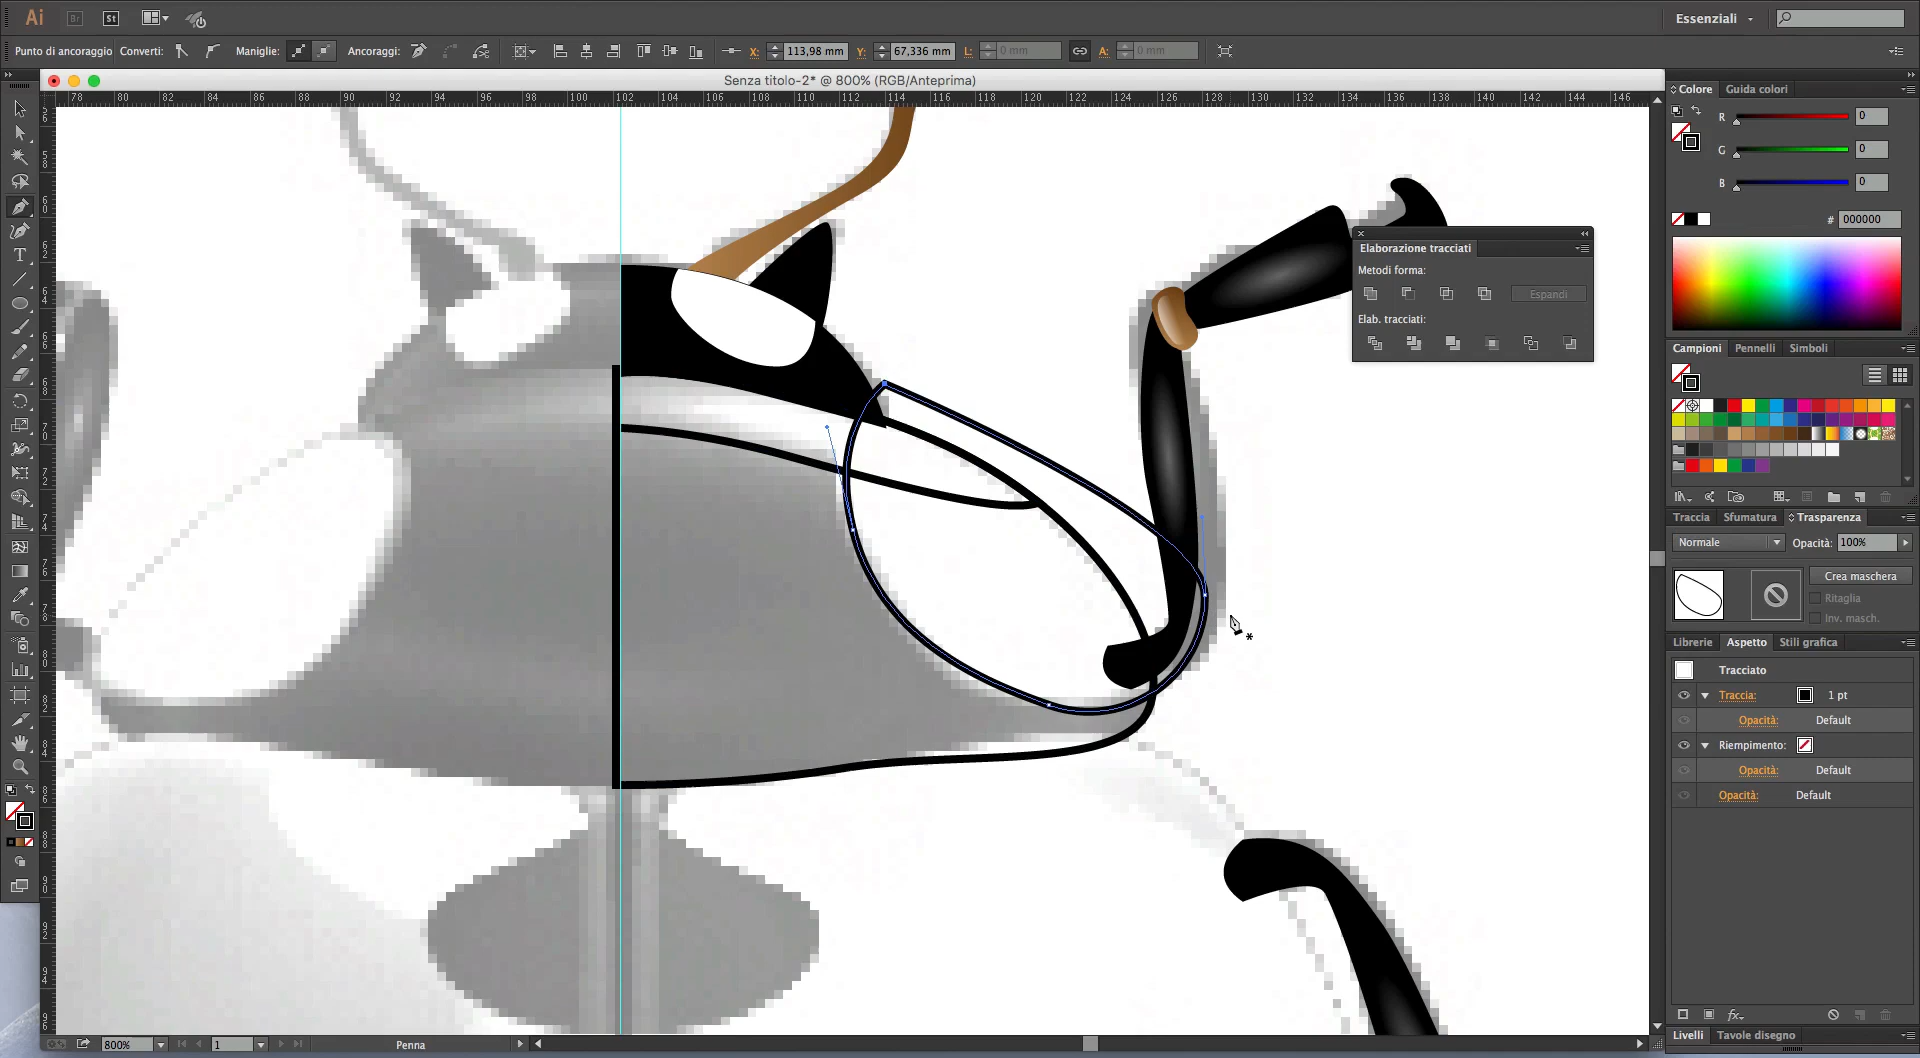 Ai
Br
St
Essenziali
Punto di ancoraggio
Converti:
Maniglie:
Ancoraggi:
X: 113,98 mm
Y: 67,336 mm
L: 0 mm
A: 0 mm
Senza titolo-2* @ 800% (RGB/Anteprima)
78 80 82 84 86 88 90 92 94 96 98 100 102 104 106 108 110 112 114 116 118 120 122 124 126 128 130 132 134 136 138 140 142 144 146
Colore
Guida colori
R 0
G 0
B 0
# 000000
Elaborazione tracciati
Metodi forma:
Espandi
Elab. tracciati:
Campioni
Pennelli
Simboli
Traccia
Sfumatura
Trasparenza
Normale
Opacità: 100%
Crea maschera
Ritaglia
Inv. masch.
Librerie
Aspetto
Stili grafica
Tracciato
Traccia: 1 pt
Opacità: Default
Riempimento:
Opacità: Default
Opacità: Default
fx
800%
1
Penna
Livelli
Tavole disegno